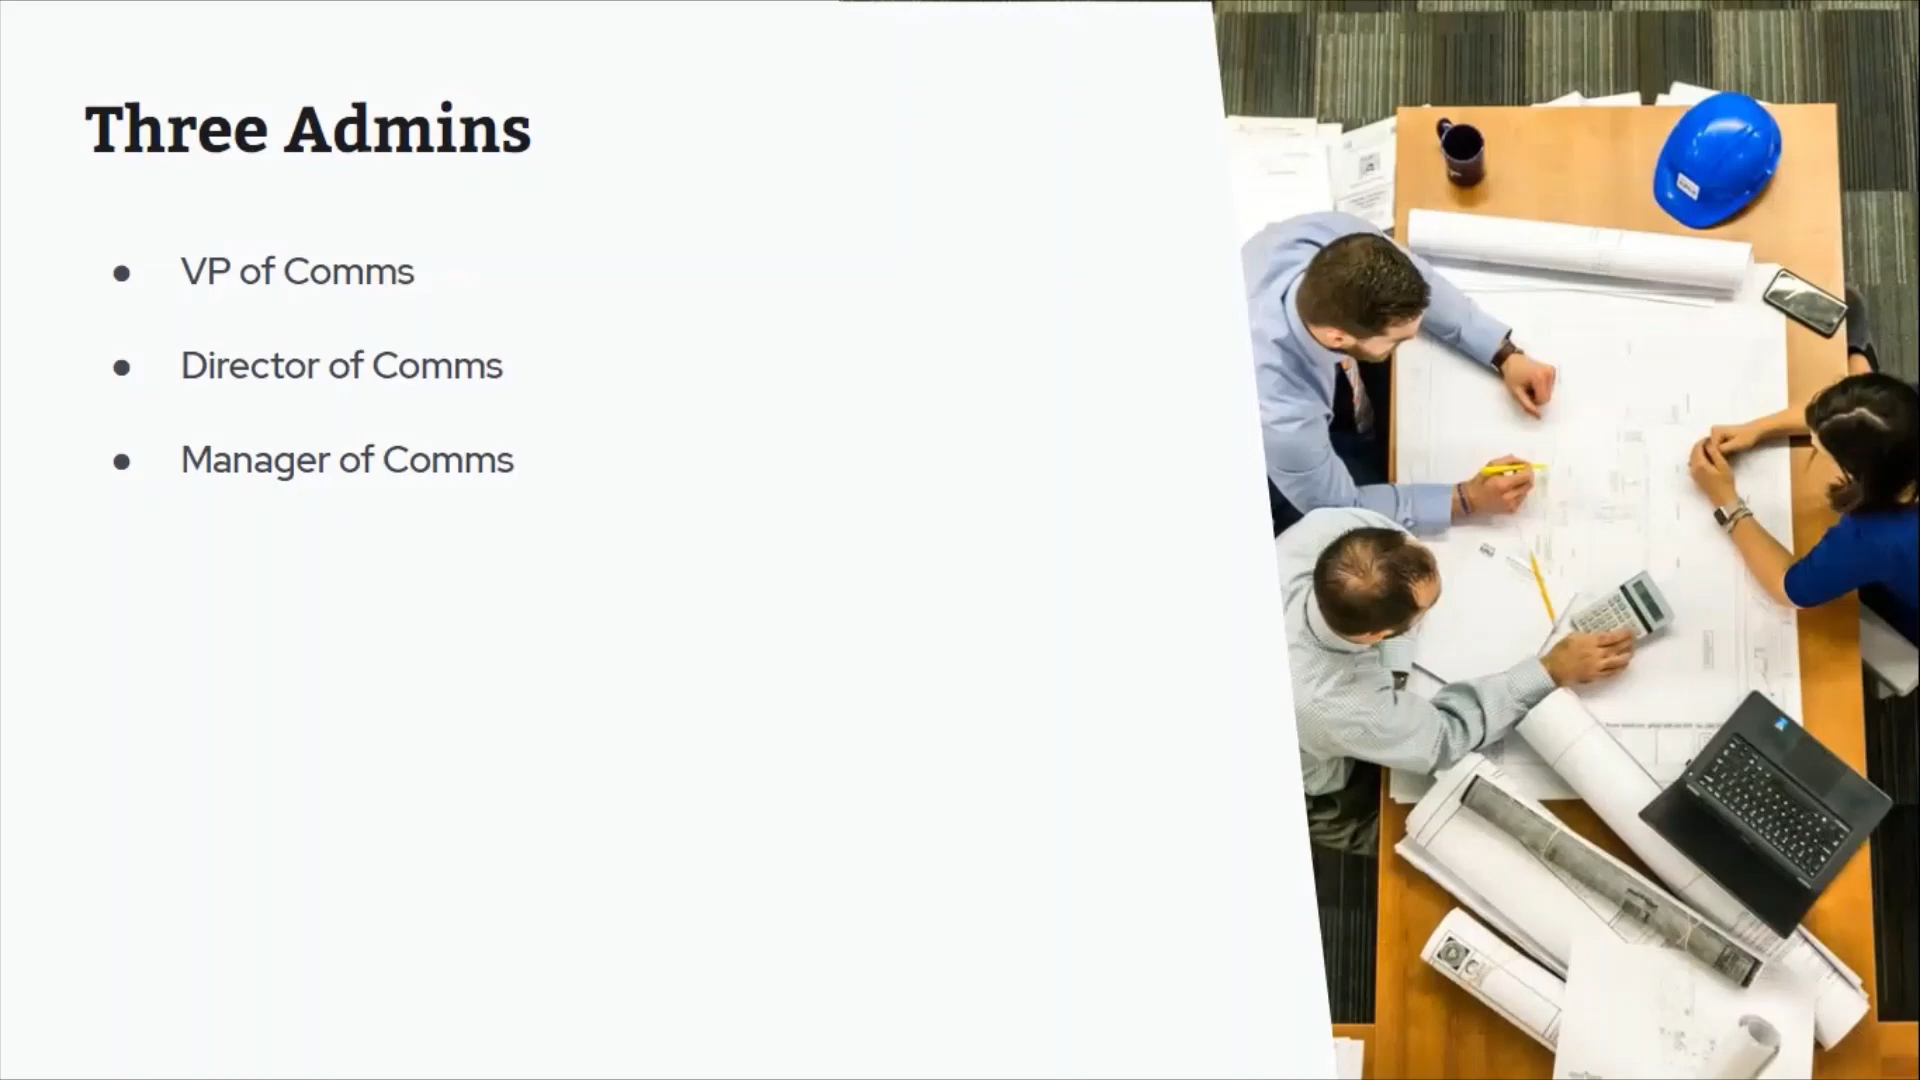 Three Admins
VP of Comms
Director of Comms
Manager of Comms